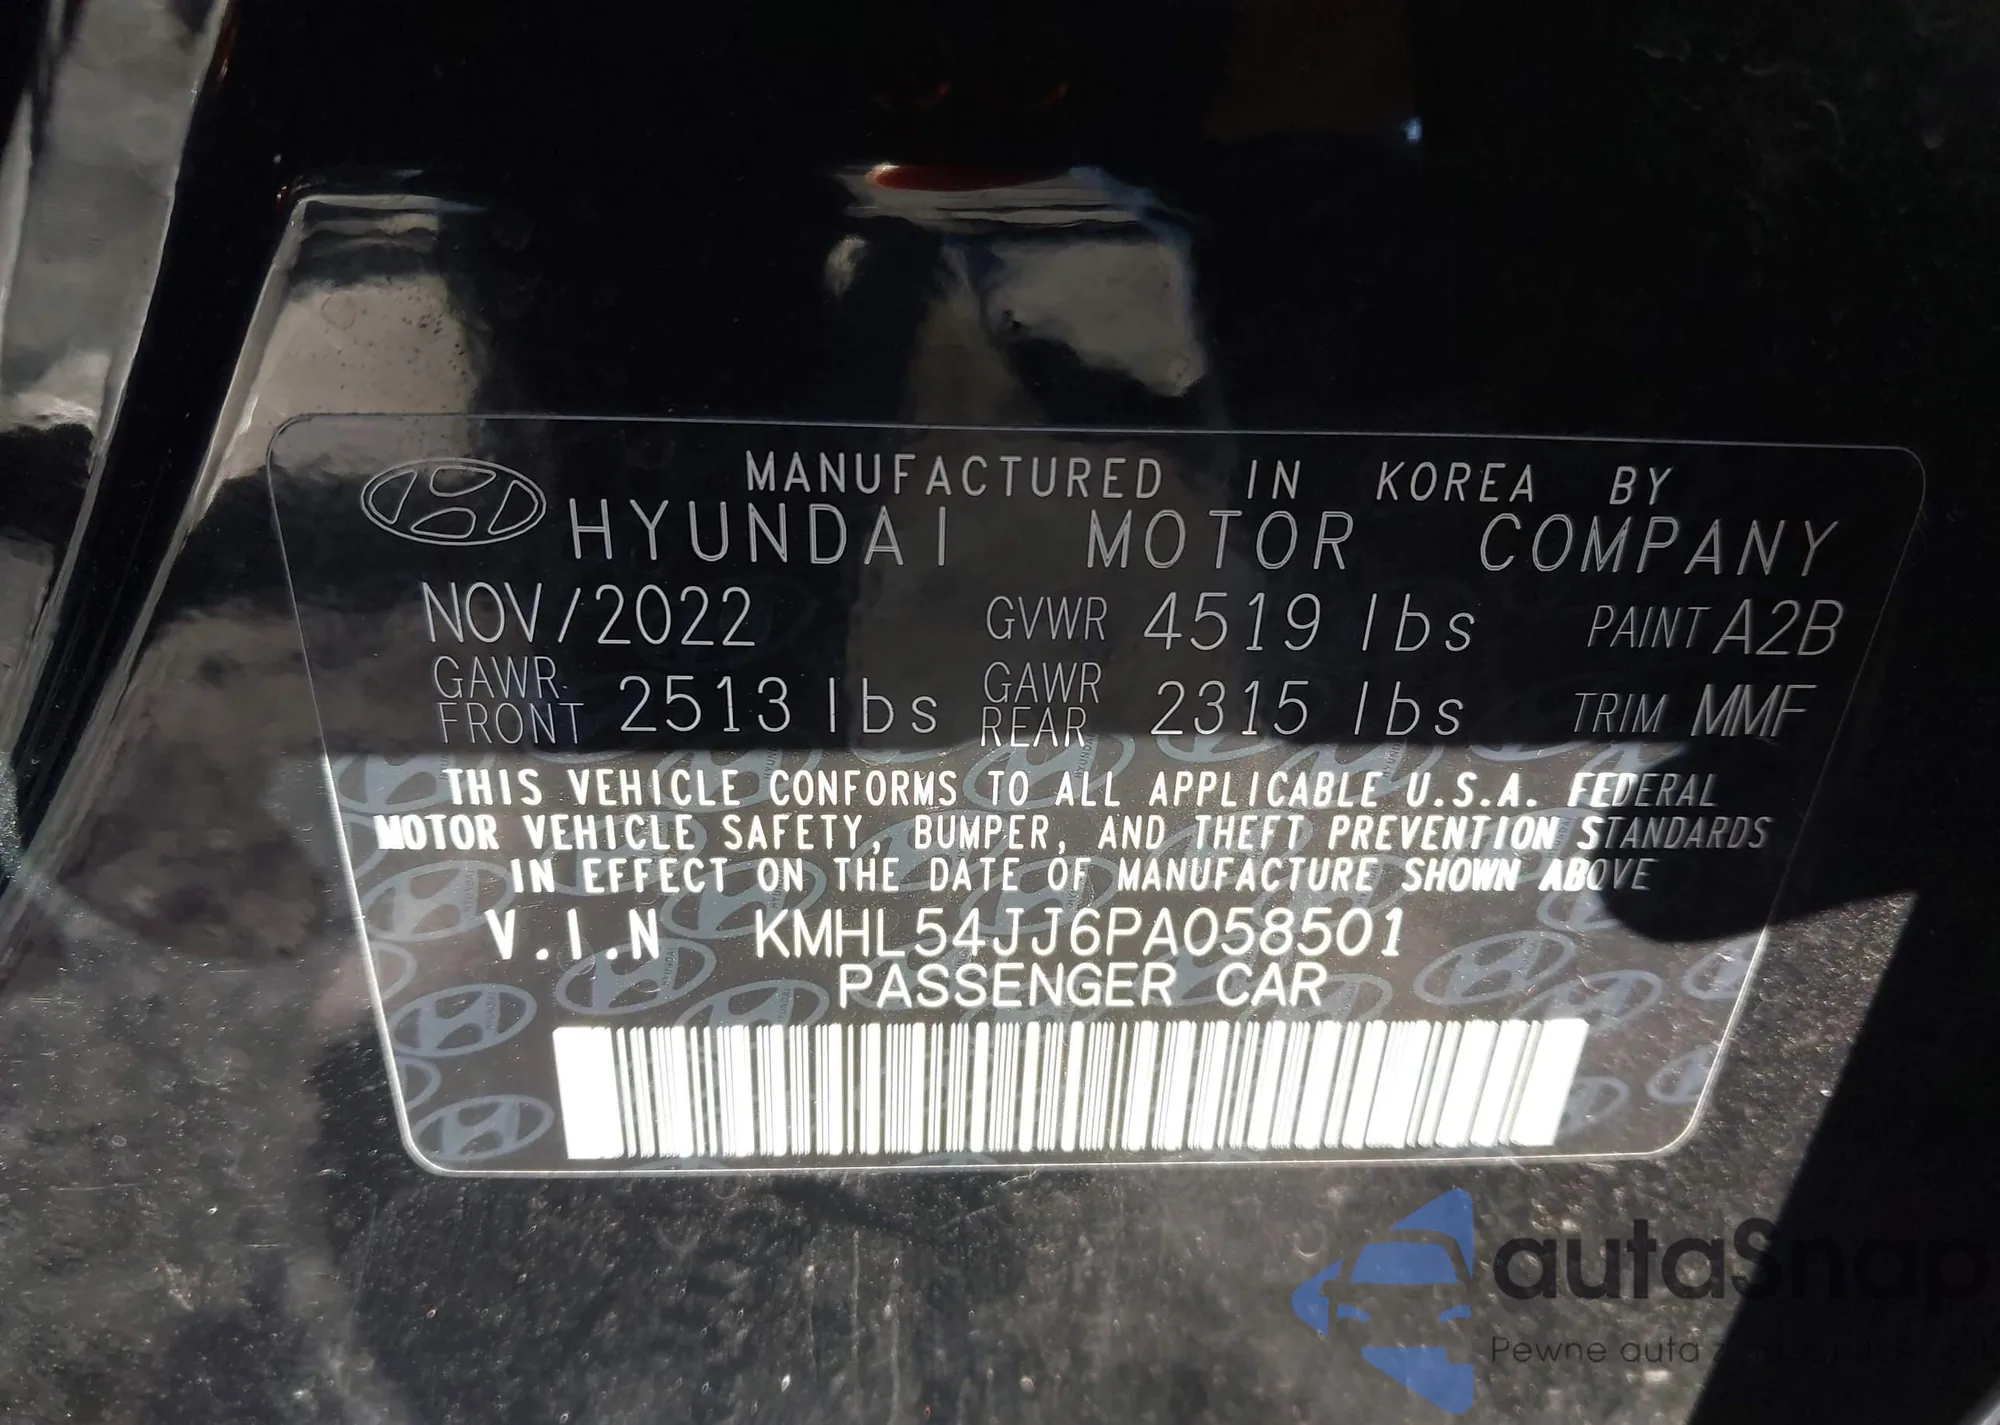 MANUFACTURED IN KOREA BY
HYUNDAI MOTOR COMPANY
NOV/2022 GVWR 4519 lbs PAINT A2B
GAWR FRONT 2513 lbs GAWR REAR 2315 lbs TRIM MMF
THIS VEHICLE CONFORMS TO ALL APPLICABLE U.S.A. FEDERAL
MOTOR VEHICLE SAFETY, BUMPER, AND THEFT PREVENTION STANDARDS
IN EFFECT ON THE DATE OF MANUFACTURE SHOWN ABOVE
V.I.N KMHL54JJ6PA058501
PASSENGER CAR
autaSnap
Pewne auta